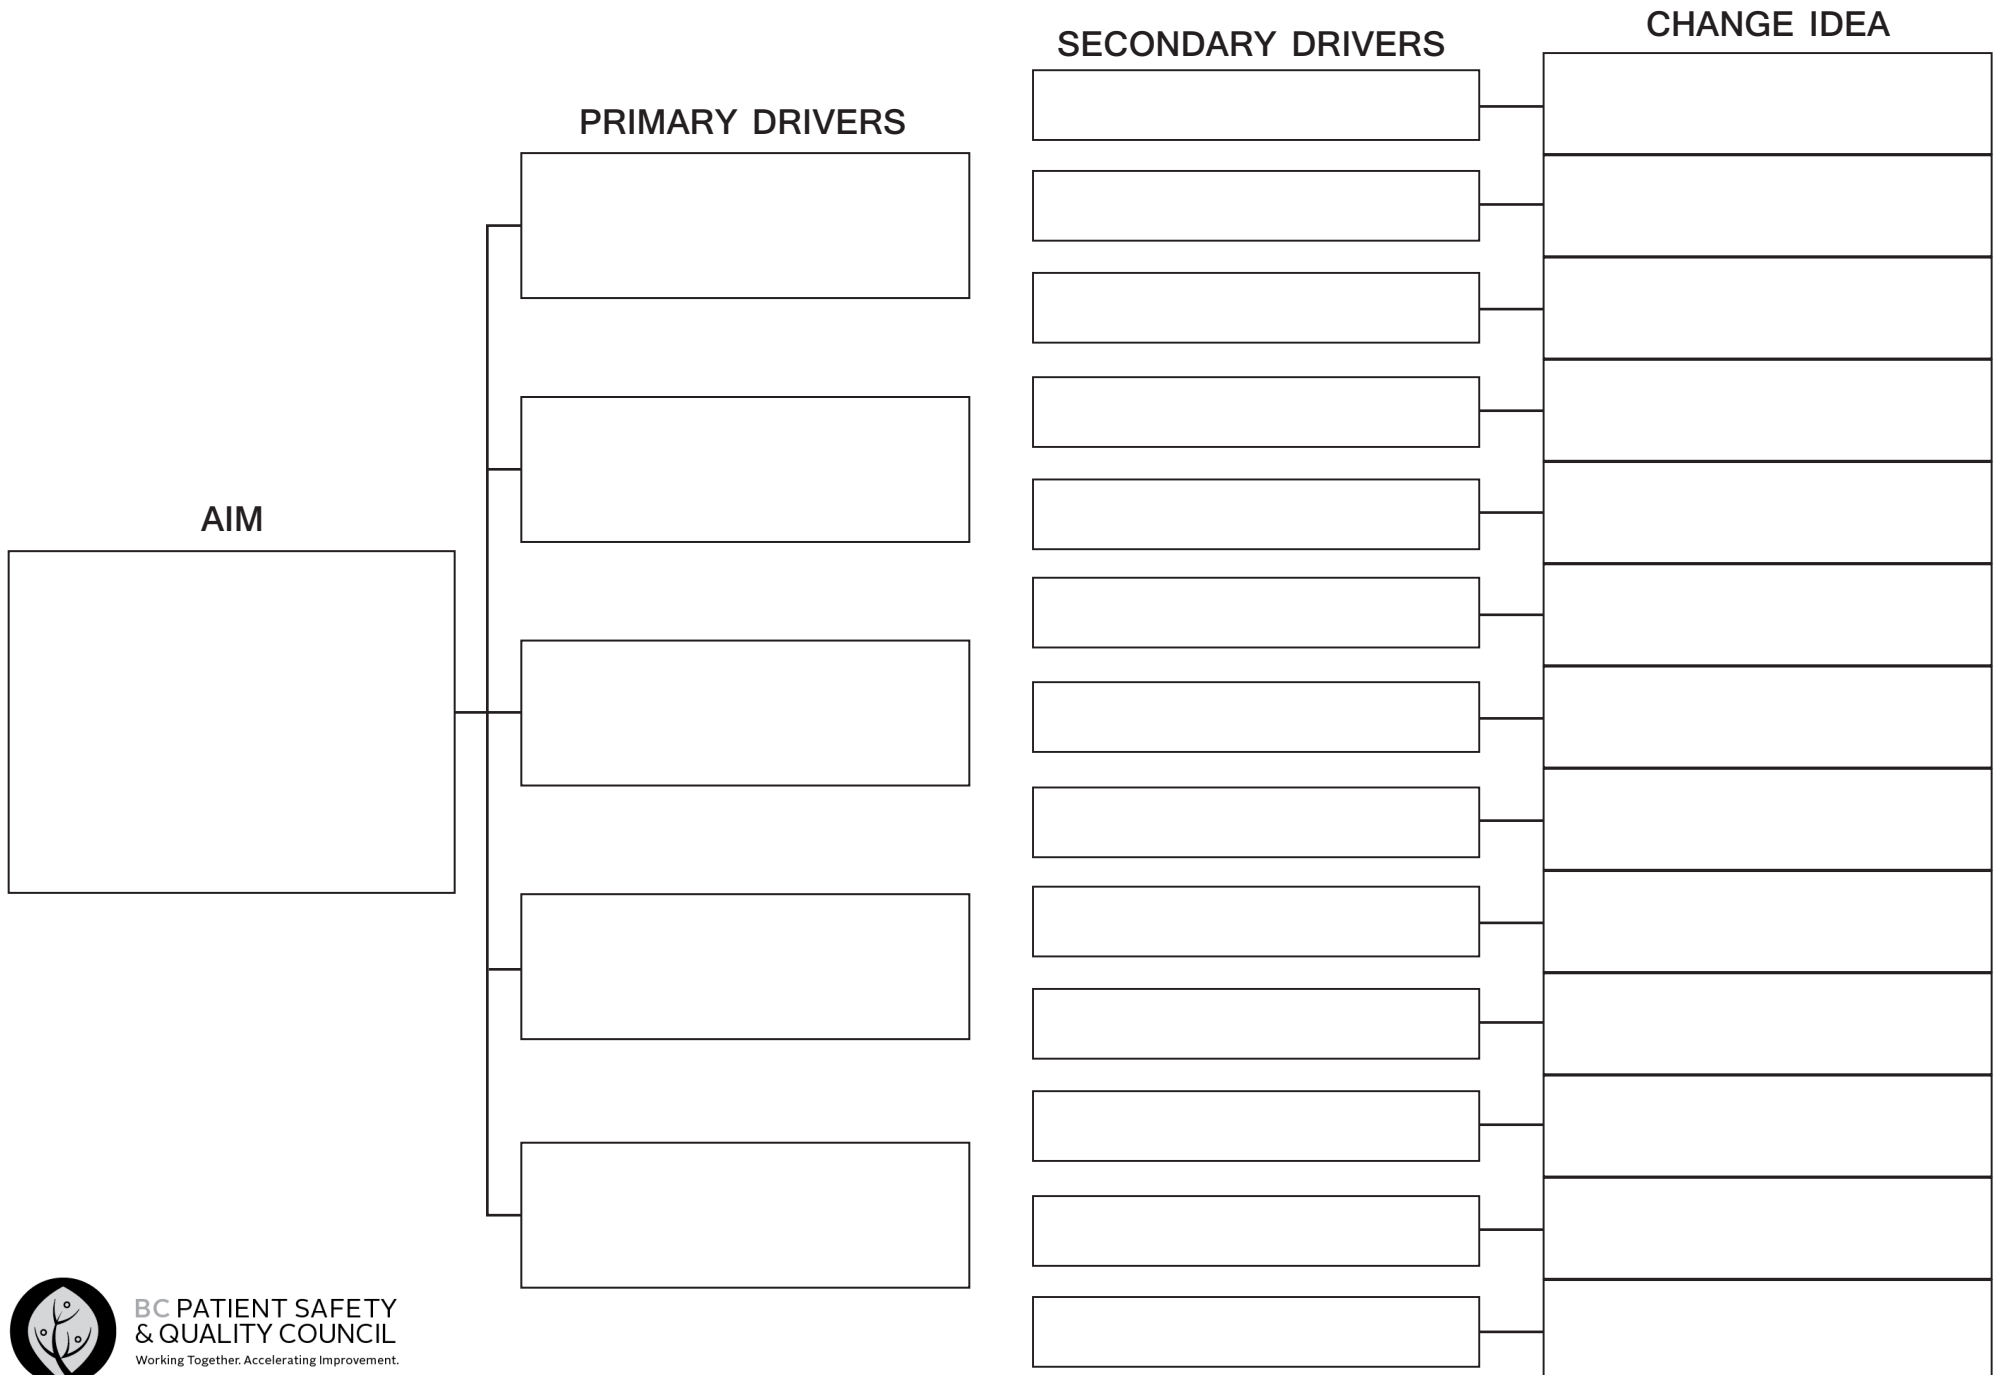 CHANGE IDEA
SECONDARY DRIVERS
PRIMARY DRIVERS
AIM
BC PATIENT SAFETY
& QUALITY COUNCIL
Working Together. Accelerating Improvement.